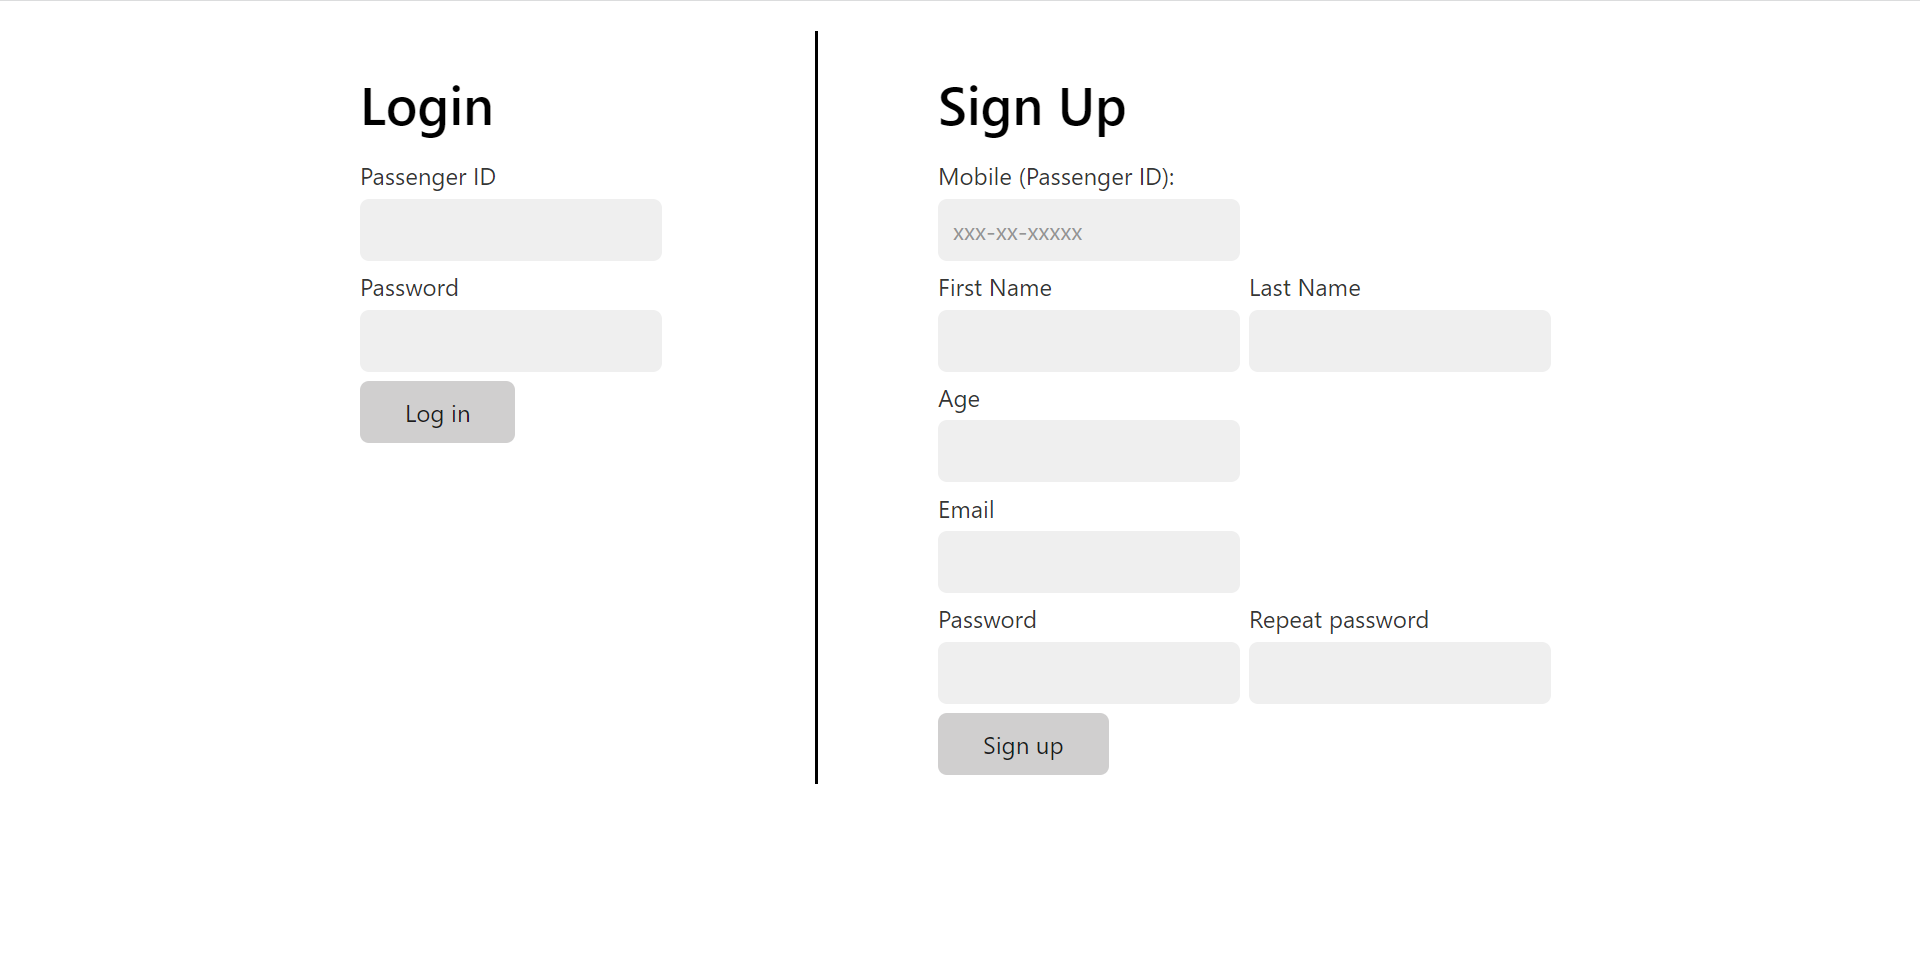 Login
Passenger ID
Password
Log in
Sign Up
Mobile (Passenger ID):
xxx-xx-xxxxx
First Name
Last Name
Age
Email
Password
Repeat password
Sign up